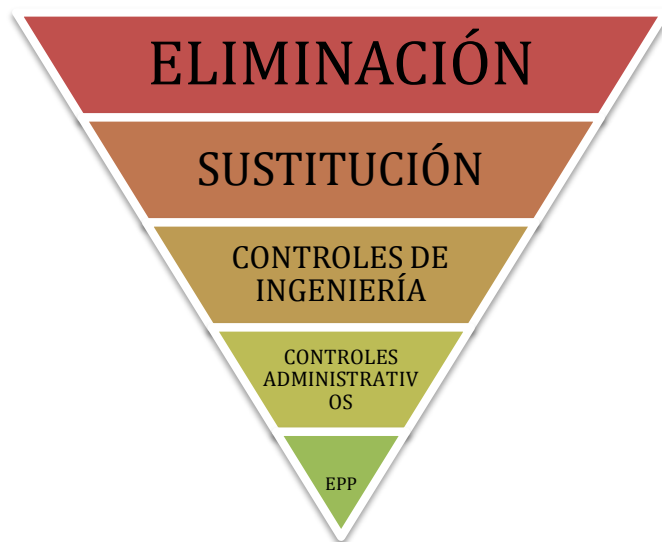 ELIMINACIÓN
SUSTITUCIÓN
CONTROLES DE
INGENIERÍA
CONTROLES
ADMINISTRATIV
OS
EPP